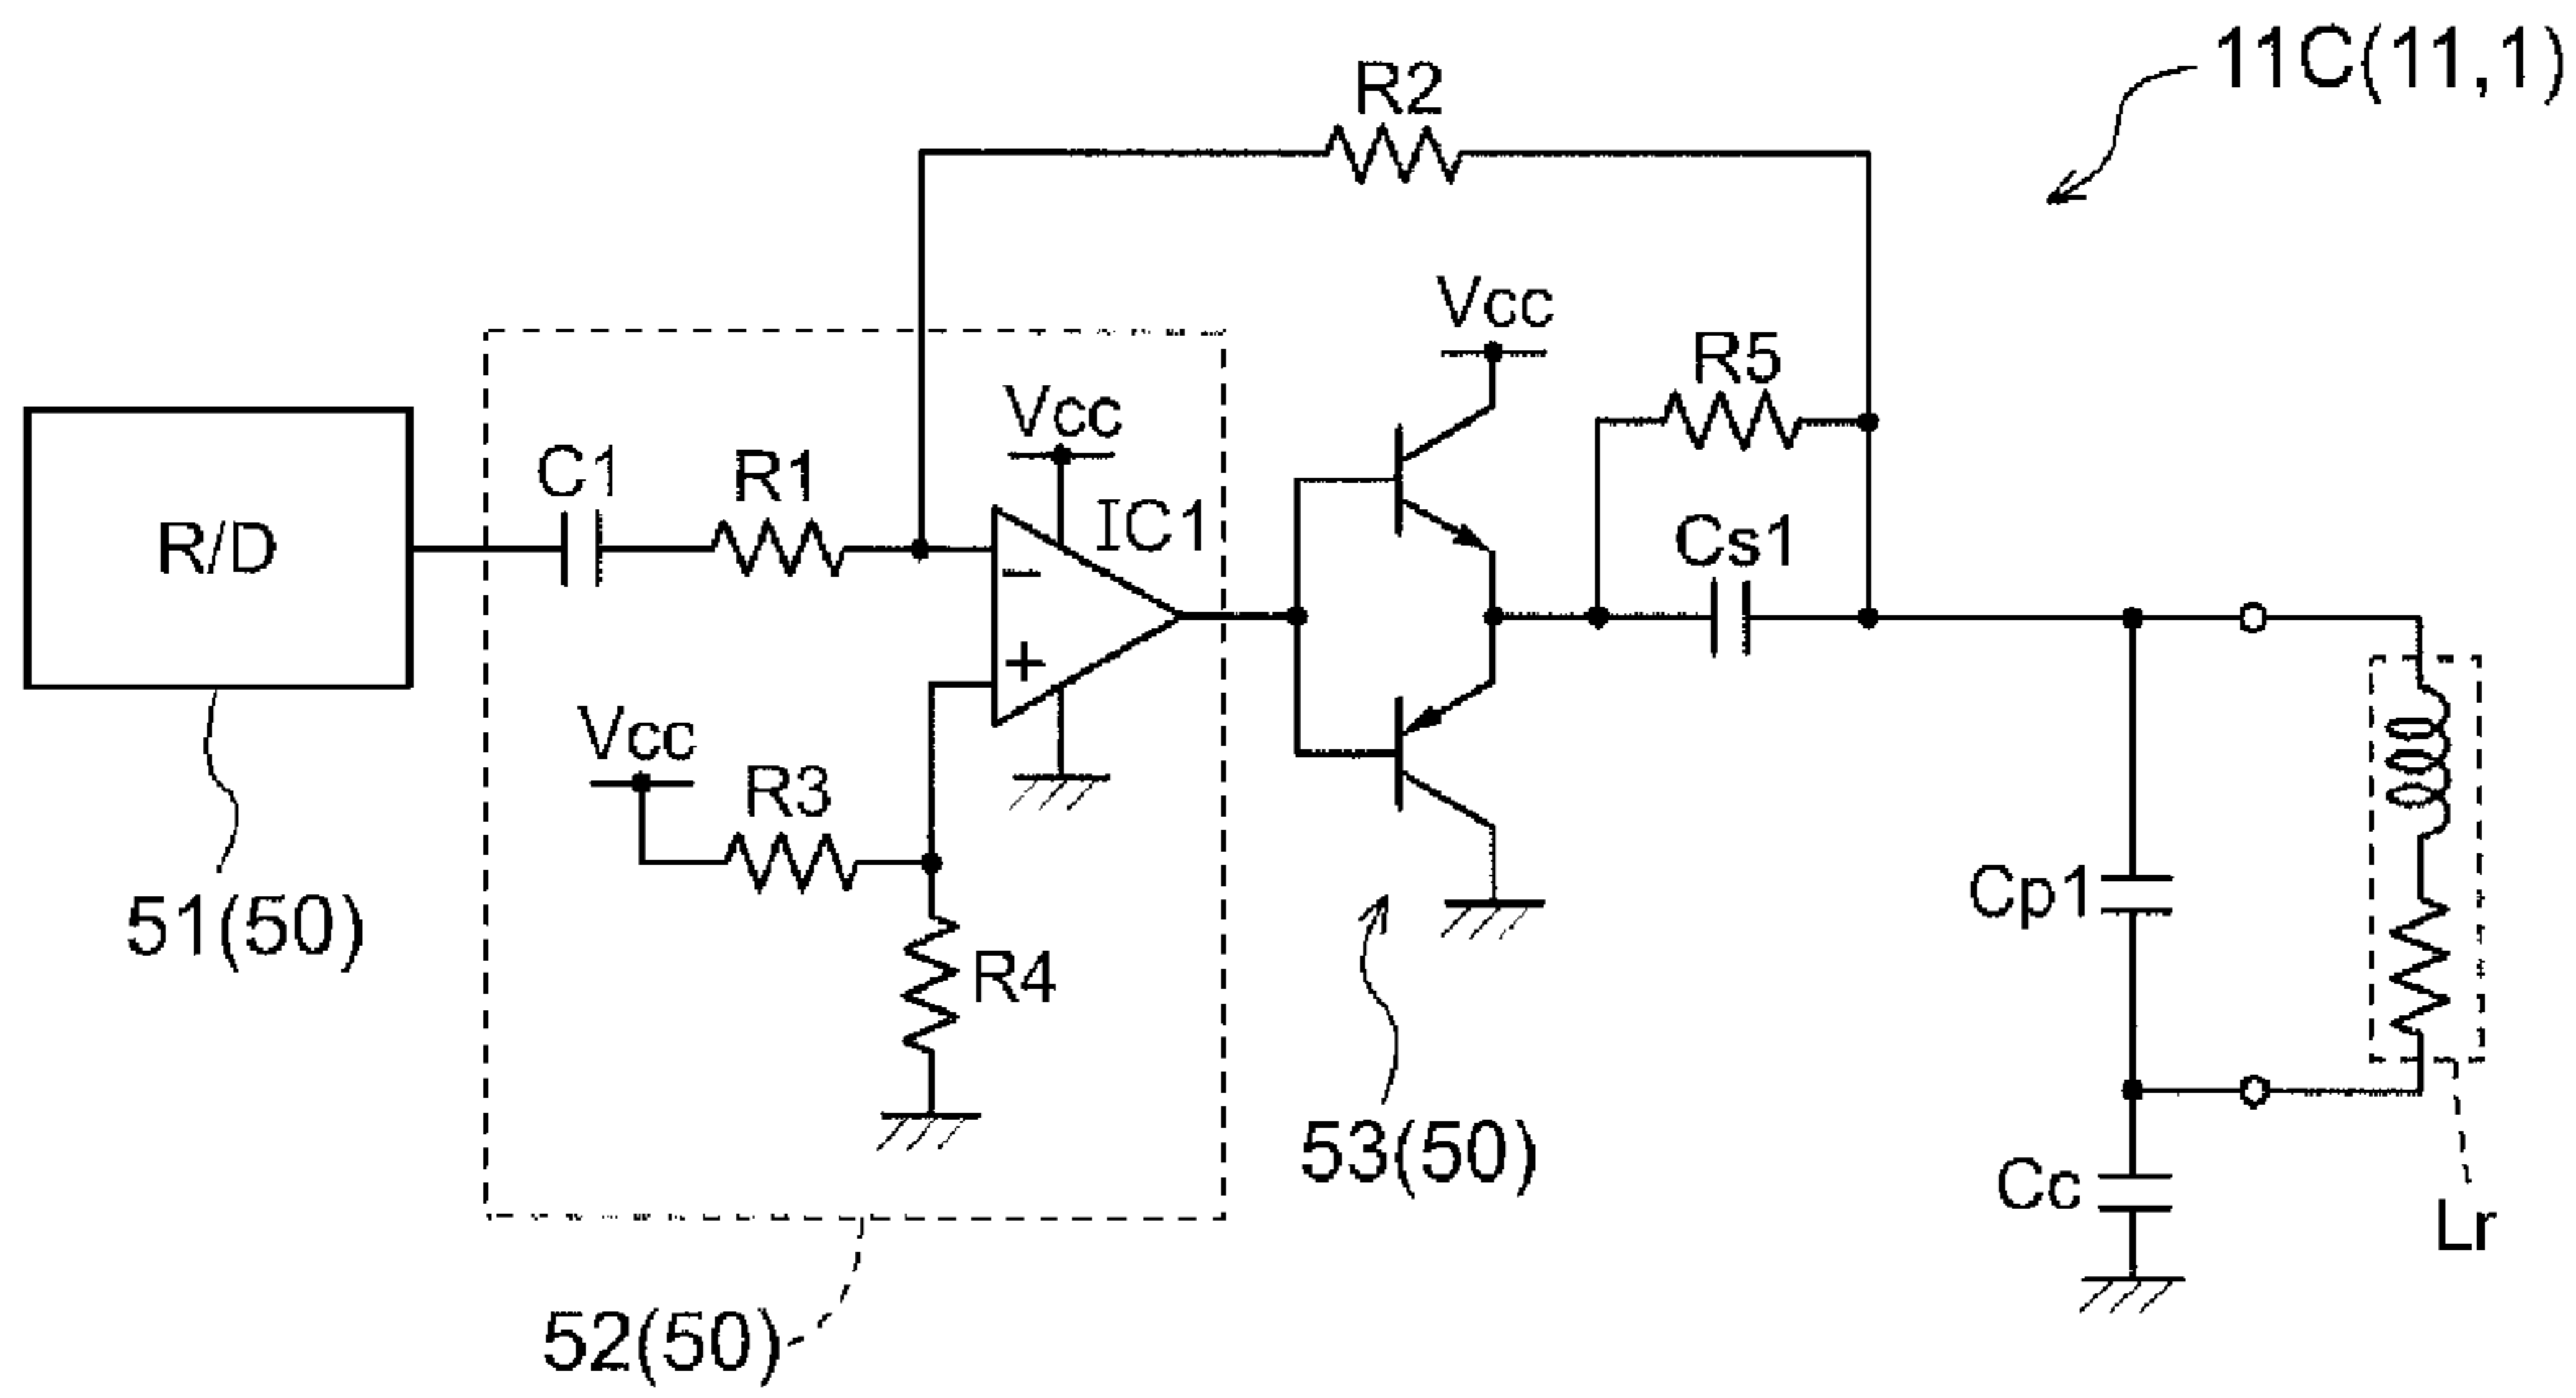 11C(11,1)
R2
Vcc
R5
Vcc
C1
R1
IC1
Cs1
R/D
−
+
Vcc
R3
Cp1
51(50)
R4
53(50)
Cc
Lr
52(50)